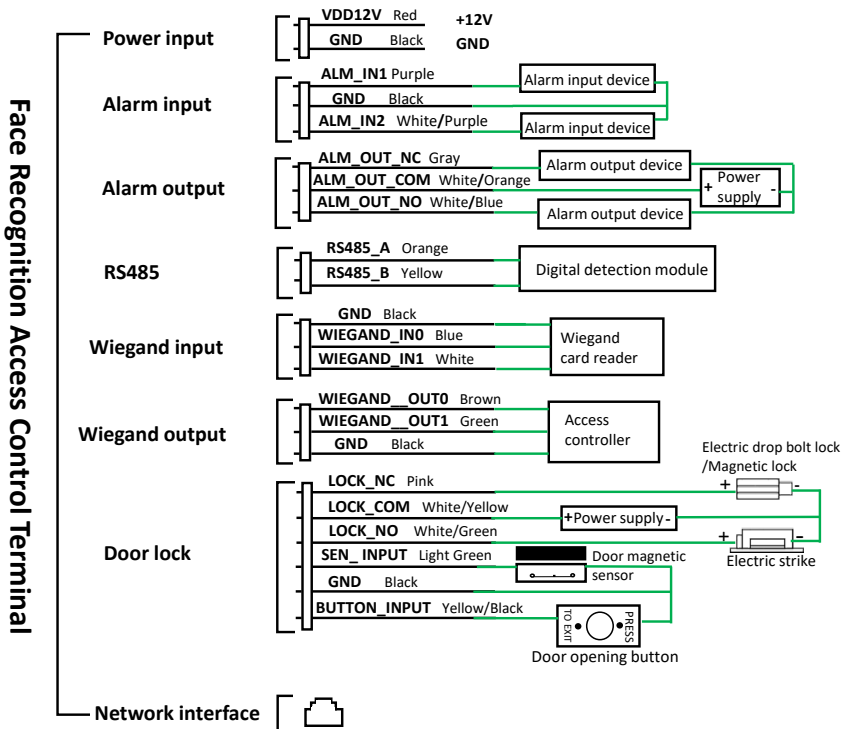 Face Recognition Access Control Terminal
Power input
VDD12V Red +12V
GND Black GND
Alarm input
ALM_IN1 Purple Alarm input device
GND Black
ALM_IN2 White/Purple Alarm input device
Alarm output
ALM_OUT_NC Gray Alarm output device
ALM_OUT_COM White/Orange + Power supply -
ALM_OUT_NO White/Blue Alarm output device
RS485
RS485_A Orange
RS485_B Yellow
Digital detection module
Wiegand input
GND Black
WIEGAND_IN0 Blue
WIEGAND_IN1 White
Wiegand
card reader
Wiegand output
WIEGAND__OUT0 Brown
WIEGAND__OUT1 Green
GND Black
Access
controller
Door lock
Electric drop bolt lock
/Magnetic lock
LOCK_NC Pink + -
LOCK_COM White/Yellow +Power supply-
LOCK_NO White/Green + -
Electric strike
SEN_INPUT Light Green
Door magnetic
sensor
GND Black
BUTTON_INPUT Yellow/Black
TO EXIT
PRESS
Door opening button
Network interface